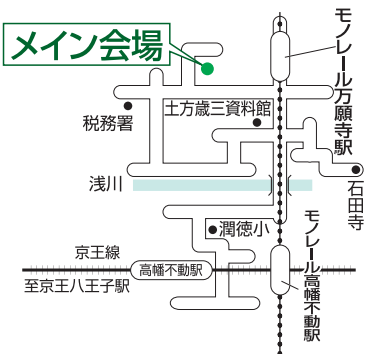 メイン会場
モノレール万願寺駅
土方歳三資料館
税務署
浅川
石田寺
潤徳小
モノレール高幡不動駅
京王線
高幡不動駅
至京王八王子駅